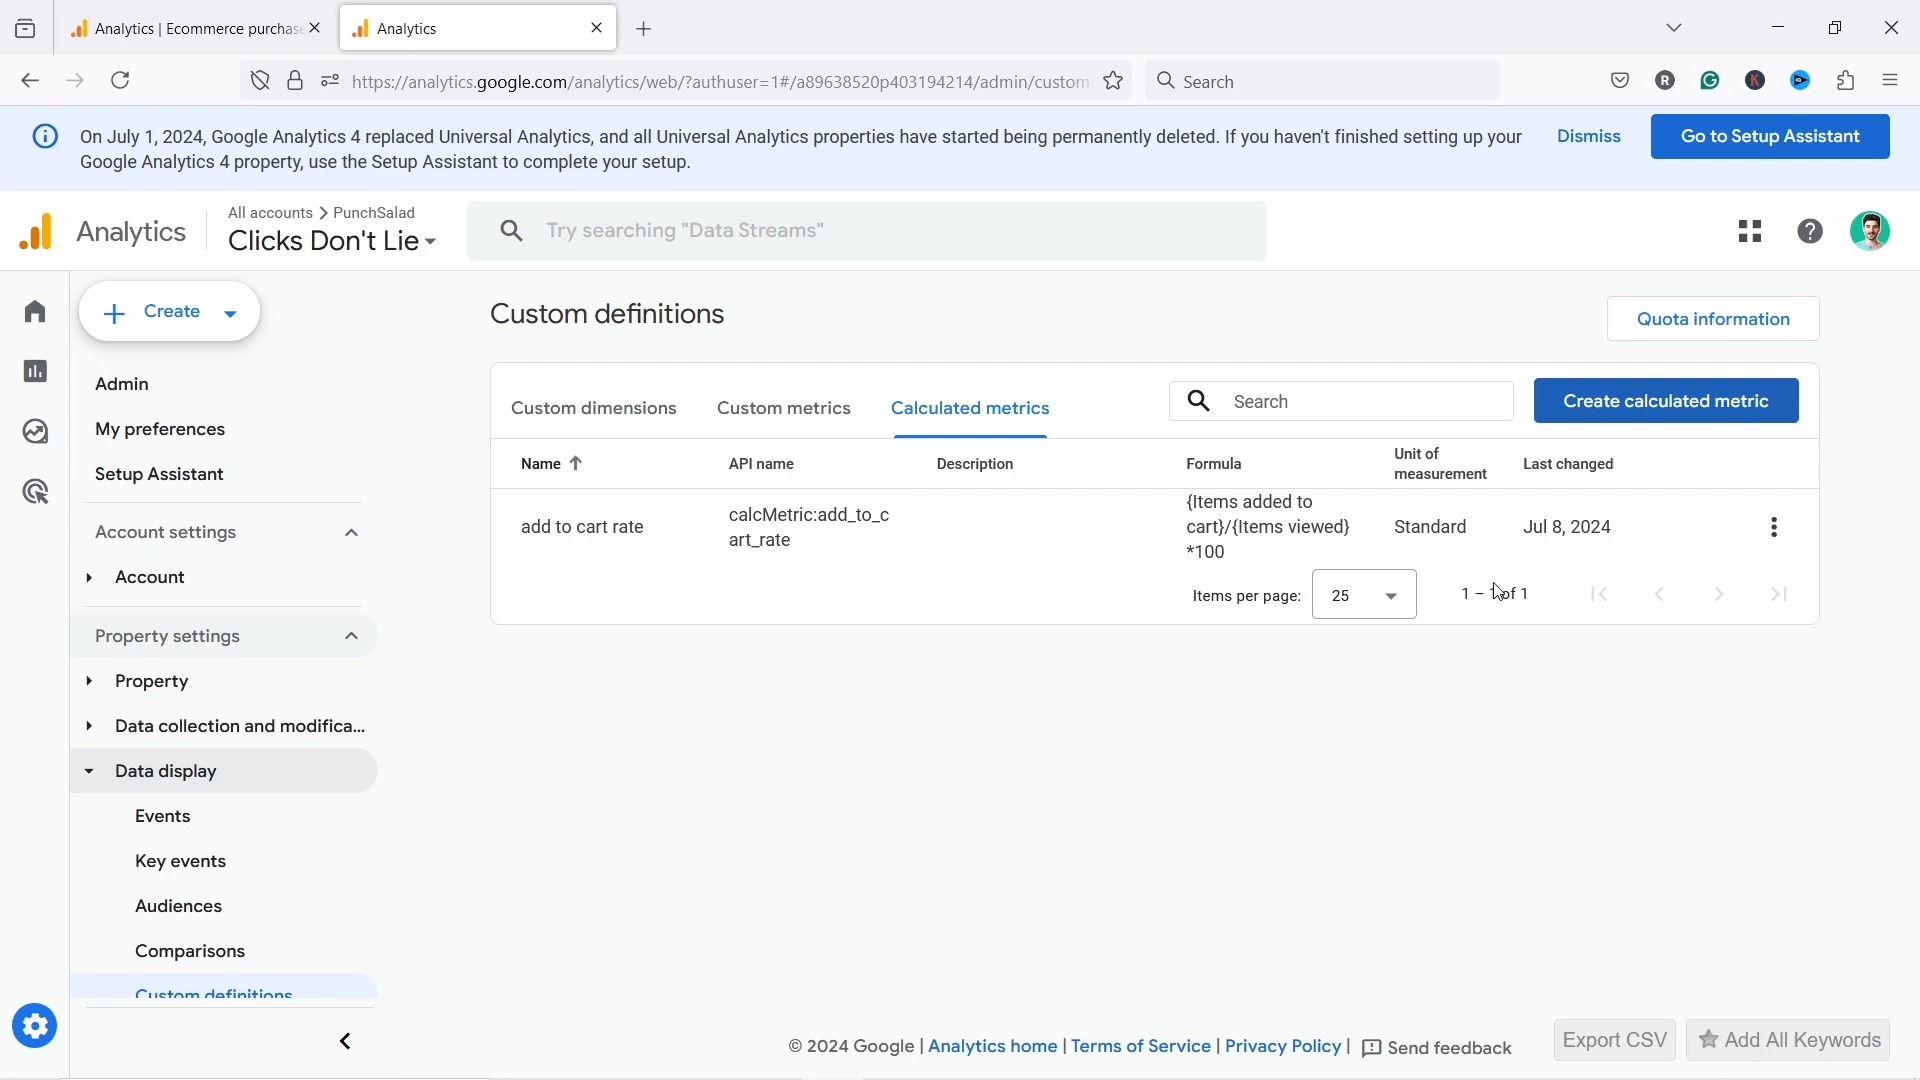 Analytics | Ecommerce purchase
Analytics
https://analytics.google.com/analytics/web/?authuser=1#/a89638520p403194214/admin/custom
Search
R
G
K
On July 1, 2024, Google Analytics 4 replaced Universal Analytics, and all Universal Analytics properties have started being permanently deleted. If you haven't finished setting up your
Google Analytics 4 property, use the Setup Assistant to complete your setup.
Dismiss
Go to Setup Assistant
Analytics
All accounts > PunchSalad
Clicks Don't Lie
Try searching "Data Streams"
Create
Admin
My preferences
Setup Assistant
Account settings
Account
Property settings
Property
Data collection and modifica...
Data display
Events
Key events
Audiences
Comparisons
Custom definitions
Custom definitions
Quota information
Custom dimensions
Custom metrics
Calculated metrics
Search
Create calculated metric
Name
API name
Description
Formula
Unit of
measurement
Last changed
add to cart rate
calcMetric:add_to_c
art_rate
{Items added to
cart}/{Items viewed}
*100
Standard
Jul 8, 2024
Items per page:
25
1 – 1 of 1
© 2024 Google | Analytics home | Terms of Service | Privacy Policy |
Send feedback
Export CSV
Add All Keywords